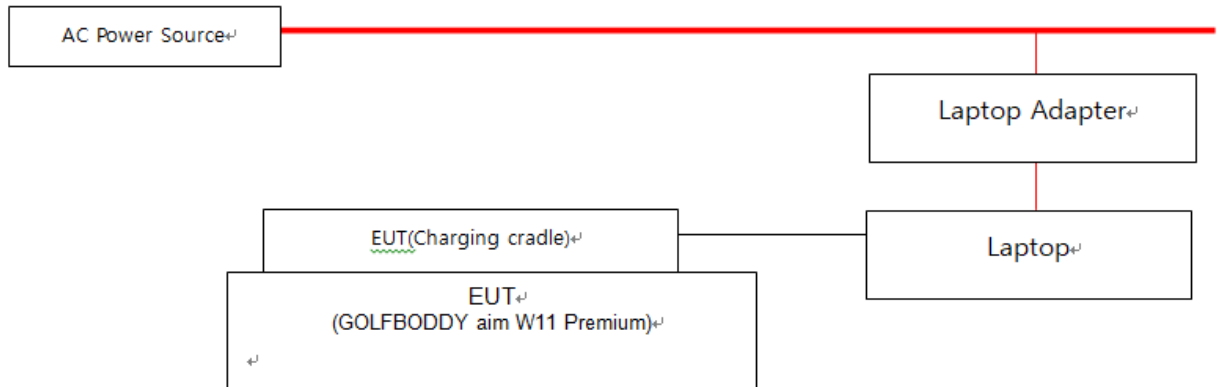 AC Power Source↵
Laptop Adapter↵
EUT(Charging cradle)↵
Laptop↵
EUT↵
(GOLFBODDY aim W11 Premium)↵
↵